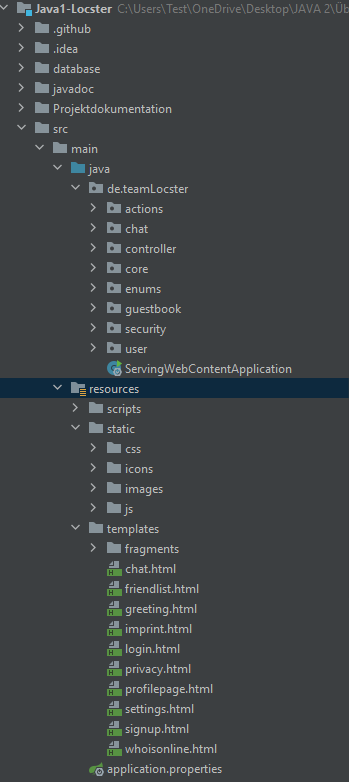 Java1-Locster C:\Users\Test\OneDrive\Desktop\JAVA 2\Üb
.github
.idea
database
javadoc
Projektdokumentation
src
main
java
de.teamLocster
actions
chat
controller
core
enums
guestbook
security
user
ServingWebContentApplication
resources
scripts
static
css
icons
images
js
templates
fragments
chat.html
friendlist.html
greeting.html
imprint.html
login.html
privacy.html
profilepage.html
settings.html
signup.html
whoisonline.html
application.properties